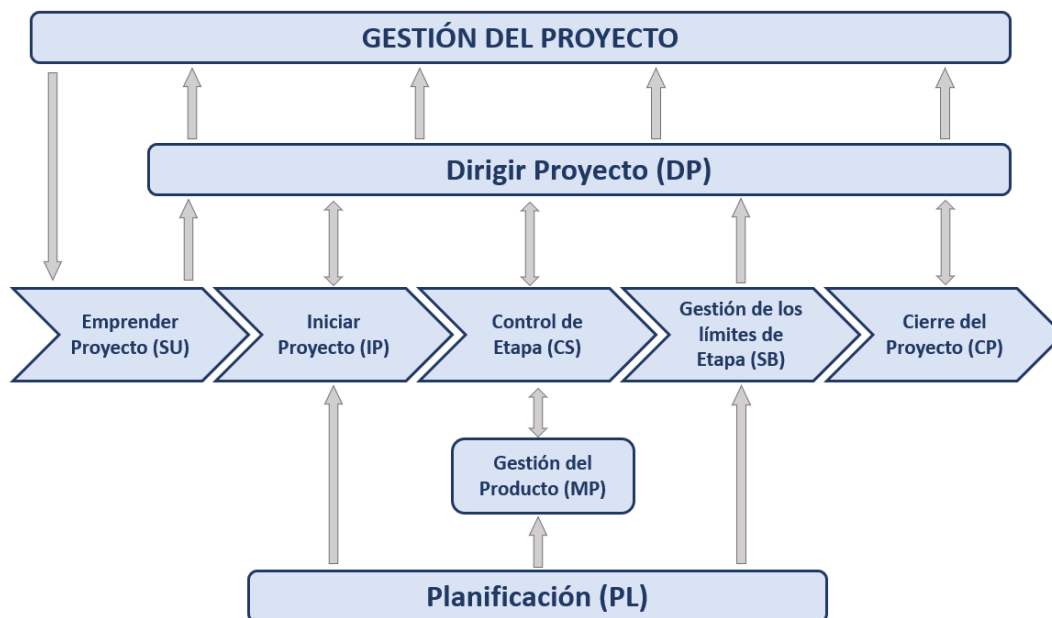 GESTIÓN DEL PROYECTO
Dirigir Proyecto (DP)
Emprender
Proyecto (SU)
Iniciar
Proyecto (IP)
Control de
Etapa (CS)
Gestión de los
límites de
Etapa (SB)
Cierre del
Proyecto (CP)
Gestión del
Producto (MP)
Planificación (PL)